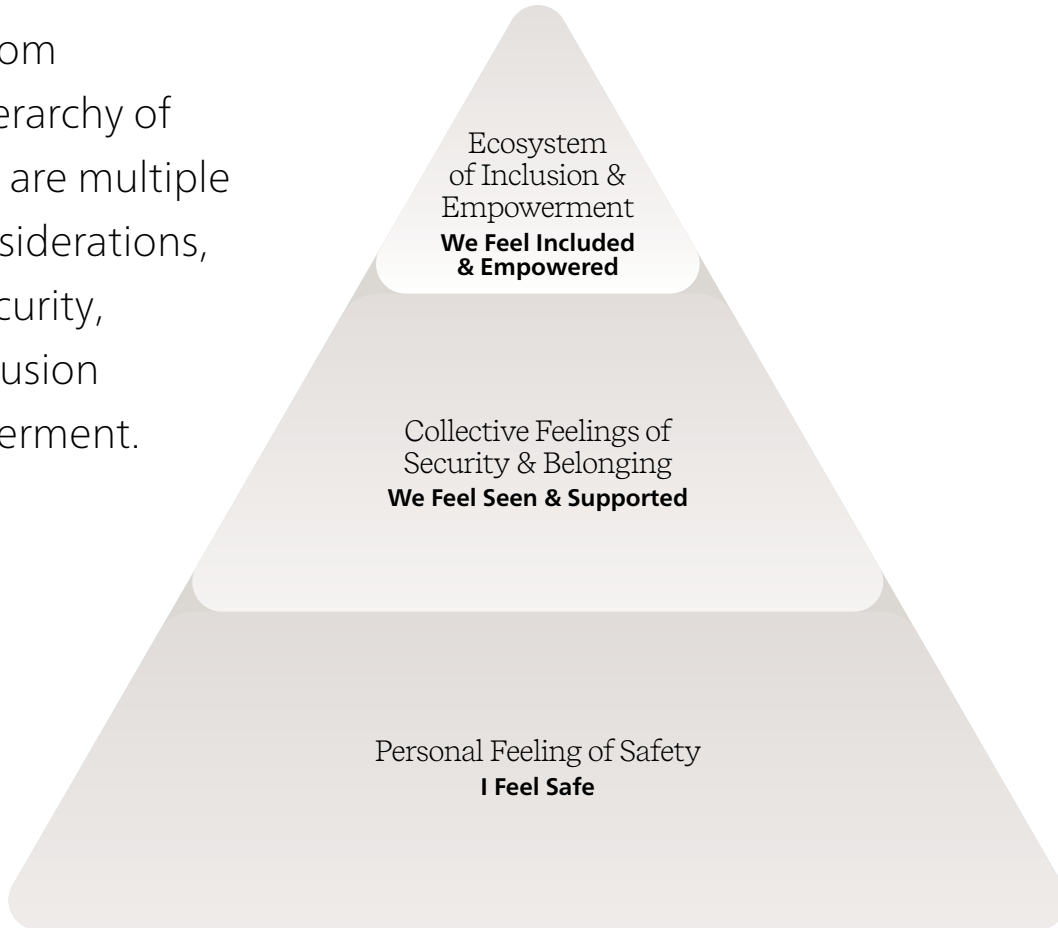 om
erarchy of
are multiple
siderations,
curity,
usion
erment.
Ecosystem
of Inclusion &
Empowerment
We Feel Included
& Empowered
Collective Feelings of
Security & Belonging
We Feel Seen & Supported
Personal Feeling of Safety
I Feel Safe